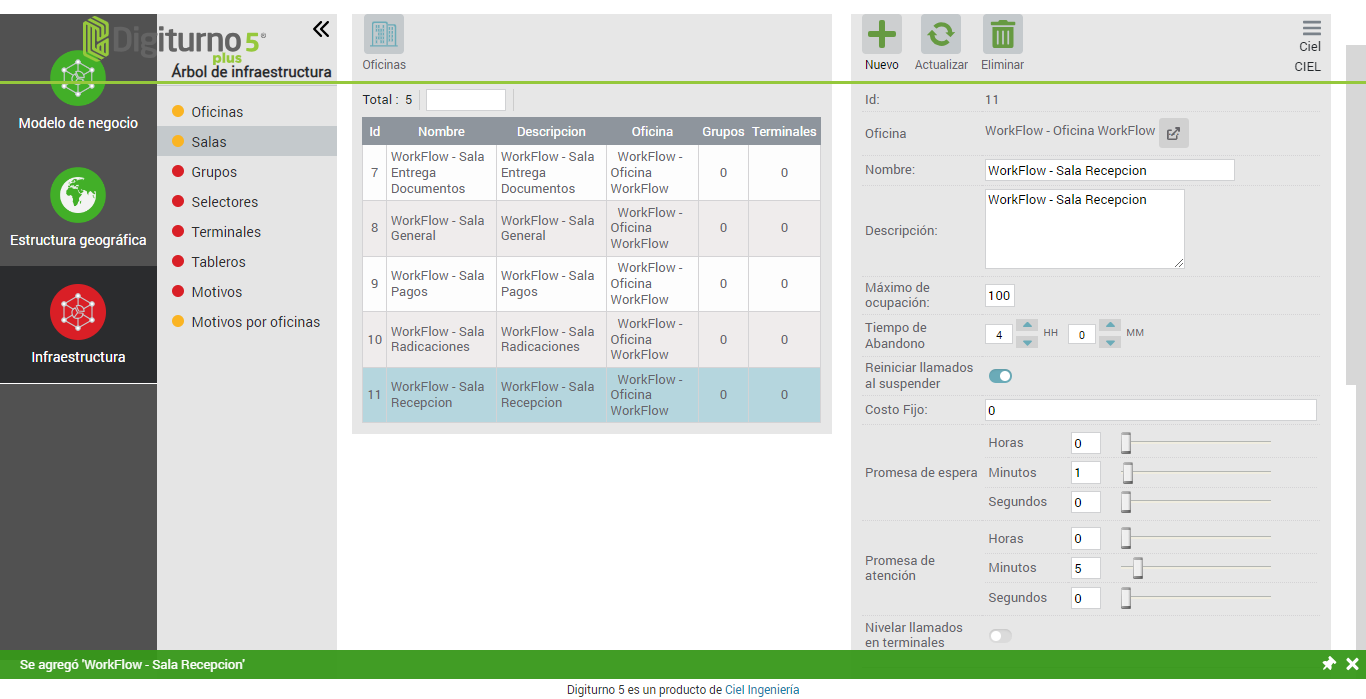 Digiturno 5®
plus
Árbol de infraestructura
Modelo de negocio
Estructura geográfica
Infraestructura
Oficinas
Salas
Grupos
Selectores
Terminales
Tableros
Motivos
Motivos por oficinas
Oficinas
Total : 5
Id Nombre Descripcion Oficina Grupos Terminales
7 WorkFlow - Sala Entrega Documentos WorkFlow - Sala Entrega Documentos WorkFlow - Oficina WorkFlow 0 0
8 WorkFlow - Sala General WorkFlow - Sala General WorkFlow - Oficina WorkFlow 0 0
9 WorkFlow - Sala Pagos WorkFlow - Sala Pagos WorkFlow - Oficina WorkFlow 0 0
10 WorkFlow - Sala Radicaciones WorkFlow - Sala Radicaciones WorkFlow - Oficina WorkFlow 0 0
11 WorkFlow - Sala Recepcion WorkFlow - Sala Recepcion WorkFlow - Oficina WorkFlow 0 0
Nuevo Actualizar Eliminar
Ciel
CIEL
Id: 11
Oficina WorkFlow - Oficina WorkFlow
Nombre: WorkFlow - Sala Recepcion
Descripción: WorkFlow - Sala Recepcion
Máximo de ocupación: 100
Tiempo de Abandono 4 HH 0 MM
Reiniciar llamados al suspender
Costo Fijo: 0
Promesa de espera
Horas 0
Minutos 1
Segundos 0
Promesa de atención
Horas 0
Minutos 5
Segundos 0
Nivelar llamados en terminales
Se agregó 'WorkFlow - Sala Recepcion'
Digiturno 5 es un producto de Ciel Ingeniería